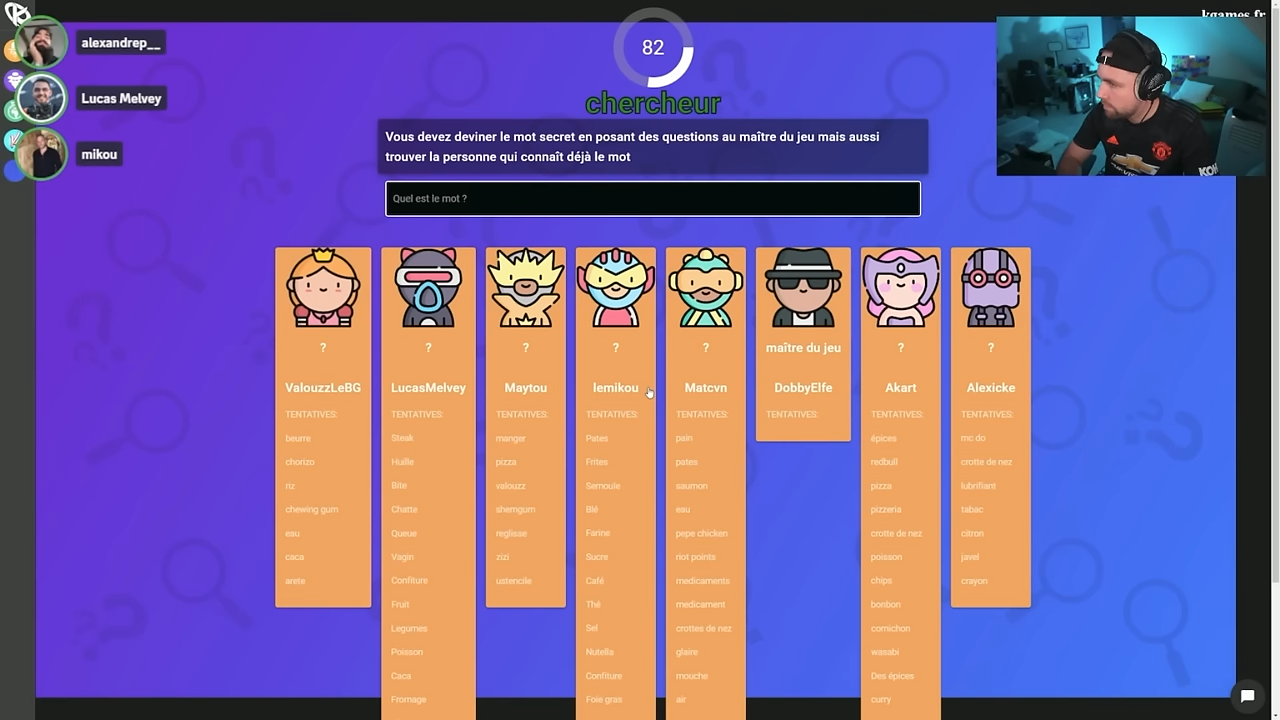 kgames.fr
alexandrep__
Lucas Melvey
mikou
82
chercheur
Vous devez deviner le mot secret en posant des questions au maître du jeu mais aussi
trouver la personne qui connaît déjà le mot
Quel est le mot ?
?
ValouzzLeBG
TENTATIVES:
beurre
chorizo
riz
chewing gum
eau
caca
arete
?
LucasMelvey
TENTATIVES:
Steak
Huille
Bite
Chatte
Queue
Vagin
Confiture
Fruit
Legumes
Poisson
Caca
Fromage
?
Maytou
TENTATIVES:
manger
pizza
valouzz
shemgum
reglisse
zizi
ustencile
?
lemikou
TENTATIVES:
Pates
Frites
Semoule
Blé
Farine
Sucre
Café
Thé
Sel
Nutella
Confiture
Foie gras
?
Matcvn
TENTATIVES:
pain
pates
saumon
eau
pepe chicken
riot points
medicaments
medicament
crottes de nez
glaire
mouche
air
maître du jeu
DobbyElfe
TENTATIVES:
?
Akart
TENTATIVES:
épices
redbull
pizza
pizzeria
crotte de nez
poisson
chips
bonbon
cornichon
wasabi
Des épices
curry
?
Alexicke
TENTATIVES:
mc do
crotte de nez
lubrifiant
tabac
citron
javel
crayon